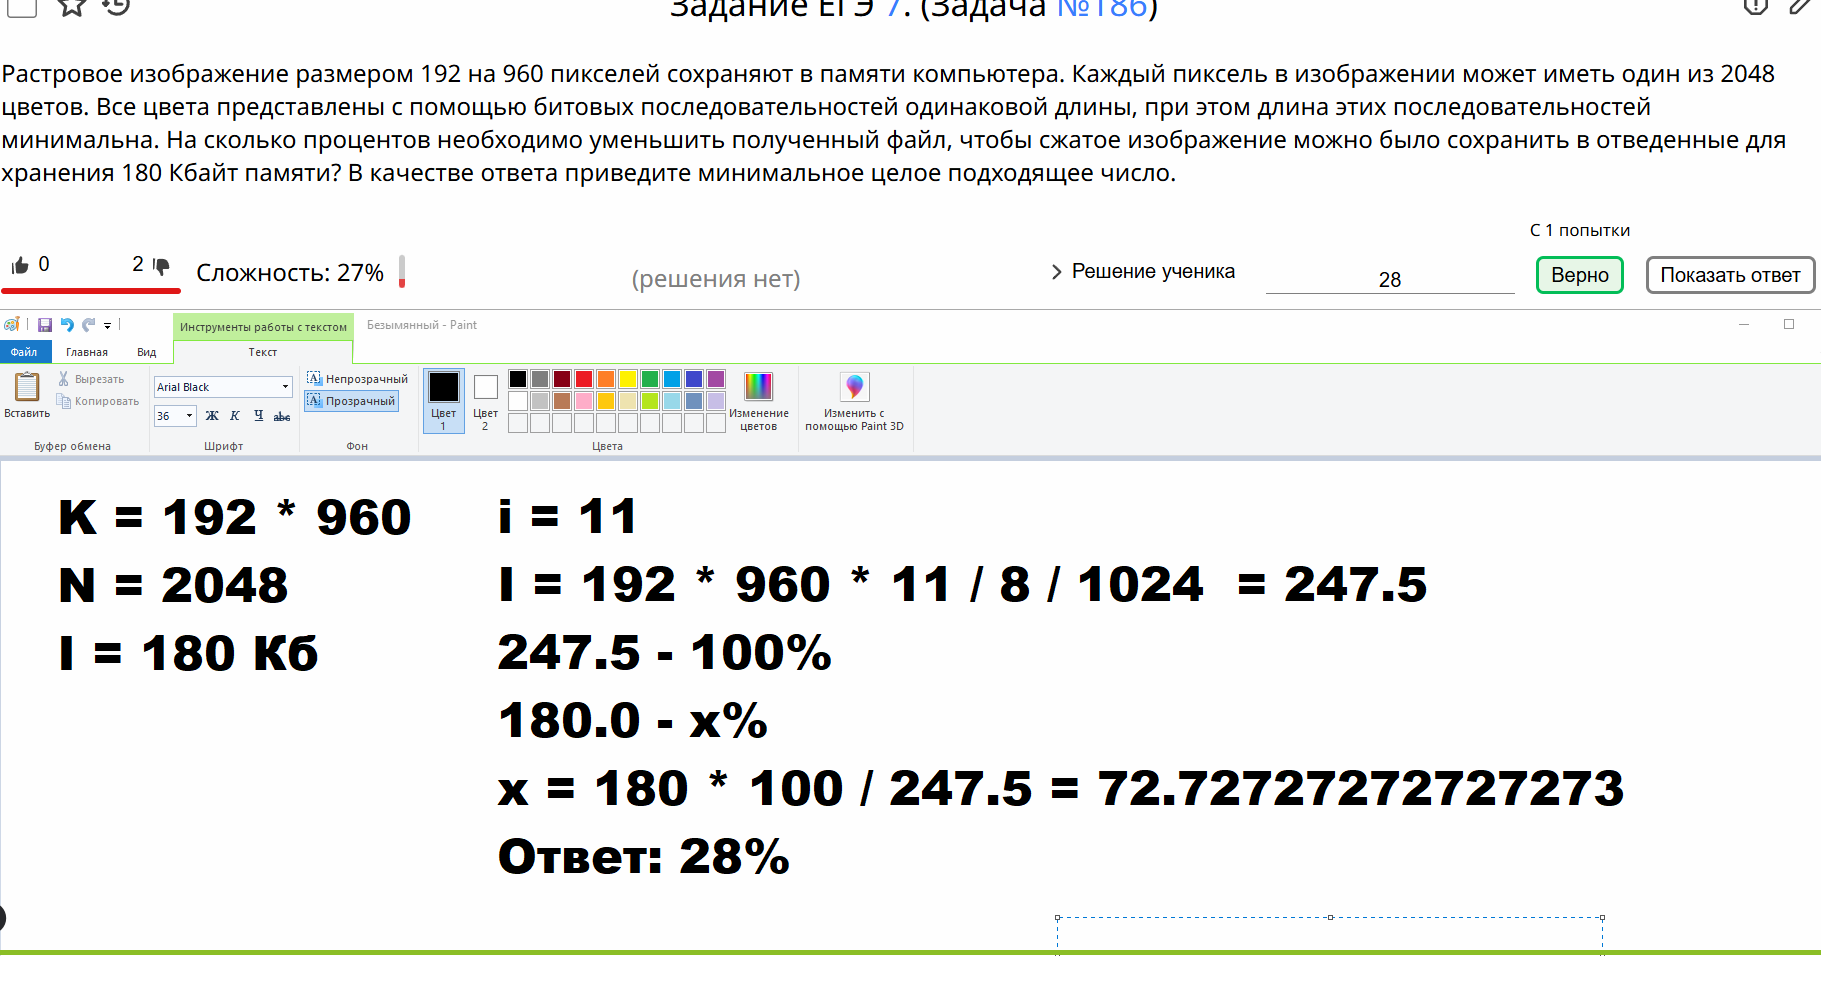 Задание ЕГЭ 7. (Задача №186)
Растровое изображение размером 192 на 960 пикселей сохраняют в памяти компьютера. Каждый пиксель в изображении может иметь один из 2048
цветов. Все цвета представлены с помощью битовых последовательностей одинаковой длины, при этом длина этих последовательностей
минимальна. На сколько процентов необходимо уменьшить полученный файл, чтобы сжатое изображение можно было сохранить в отведенные для
хранения 180 Кбайт памяти? В качестве ответа приведите минимальное целое подходящее число.
С 1 попытки
0 2 Сложность: 27% (решения нет) Решение ученика 28 Верно Показать ответ
Инструменты работы с текстом Безымянный - Paint
Файл Главная Вид Текст
Вставить Вырезать Копировать
Буфер обмена
Arial Black
36 Ж К Ч abc
Шрифт
Непрозрачный
Прозрачный
Фон
Цвет 1
Цвет 2
Изменение цветов
Цвета
Изменить с помощью Paint 3D
K = 192 * 960
N = 2048
I = 180 Кб
i = 11
I = 192 * 960 * 11 / 8 / 1024 = 247.5
247.5 - 100%
180.0 - x%
x = 180 * 100 / 247.5 = 72.72727272727273
Ответ: 28%